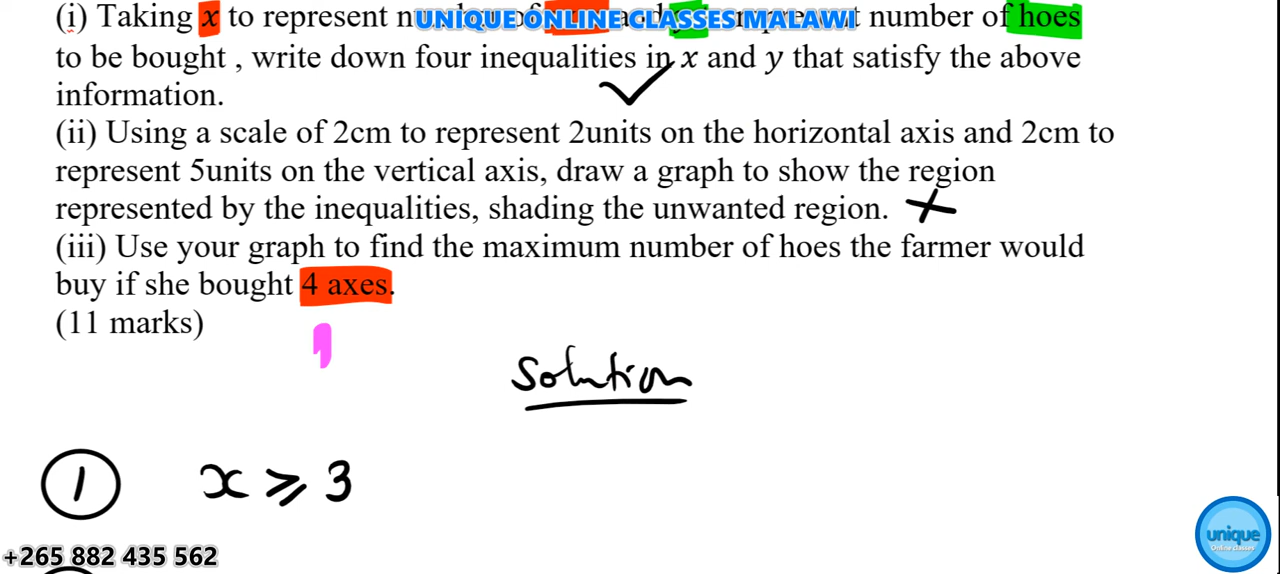 (i) Taking x to represent UNIQUE ONLINE CLASSES MALAWI number of hoes
to be bought , write down four inequalities in x and y that satisfy the above
information.
(ii) Using a scale of 2cm to represent 2units on the horizontal axis and 2cm to
represent 5units on the vertical axis, draw a graph to show the region
represented by the inequalities, shading the unwanted region.
(iii) Use your graph to find the maximum number of hoes the farmer would
buy if she bought 4 axes.
(11 marks)
Solution
1 x ⩾ 3
unique
Online classes
+265 882 435 562